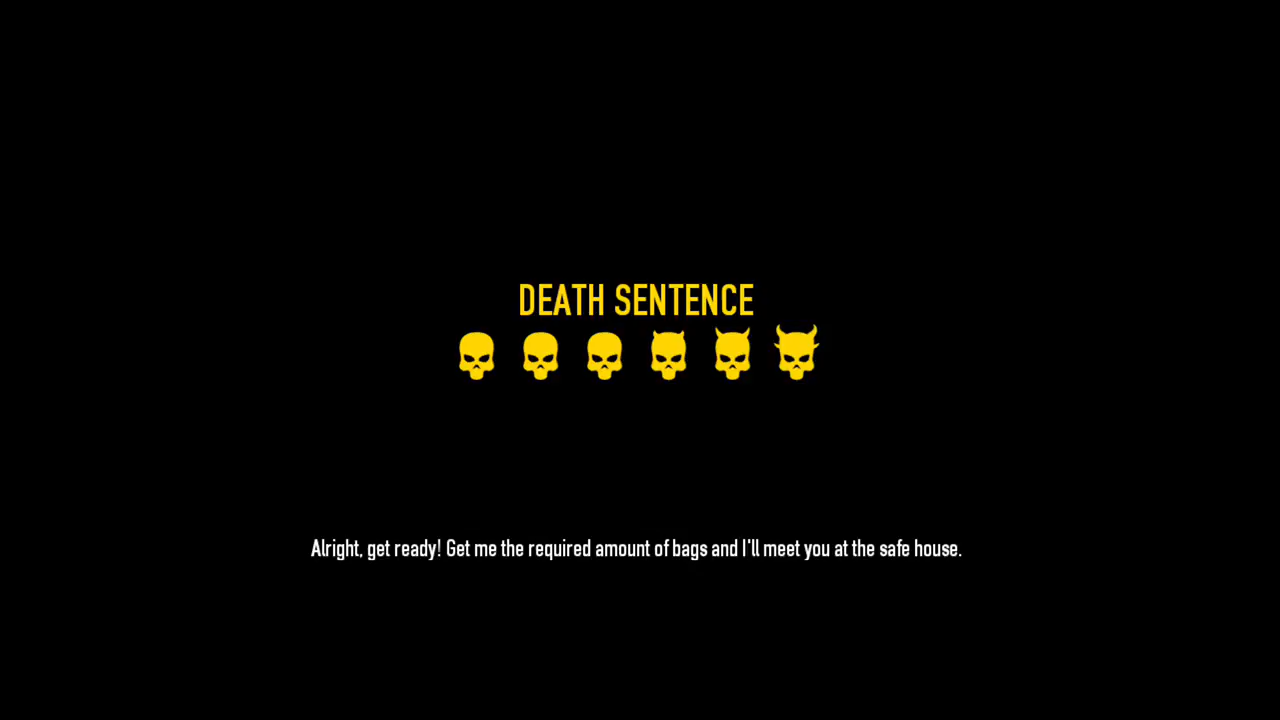 DEATH SENTENCE
Alright, get ready! Get me the required amount of bags and I'll meet you at the safe house.